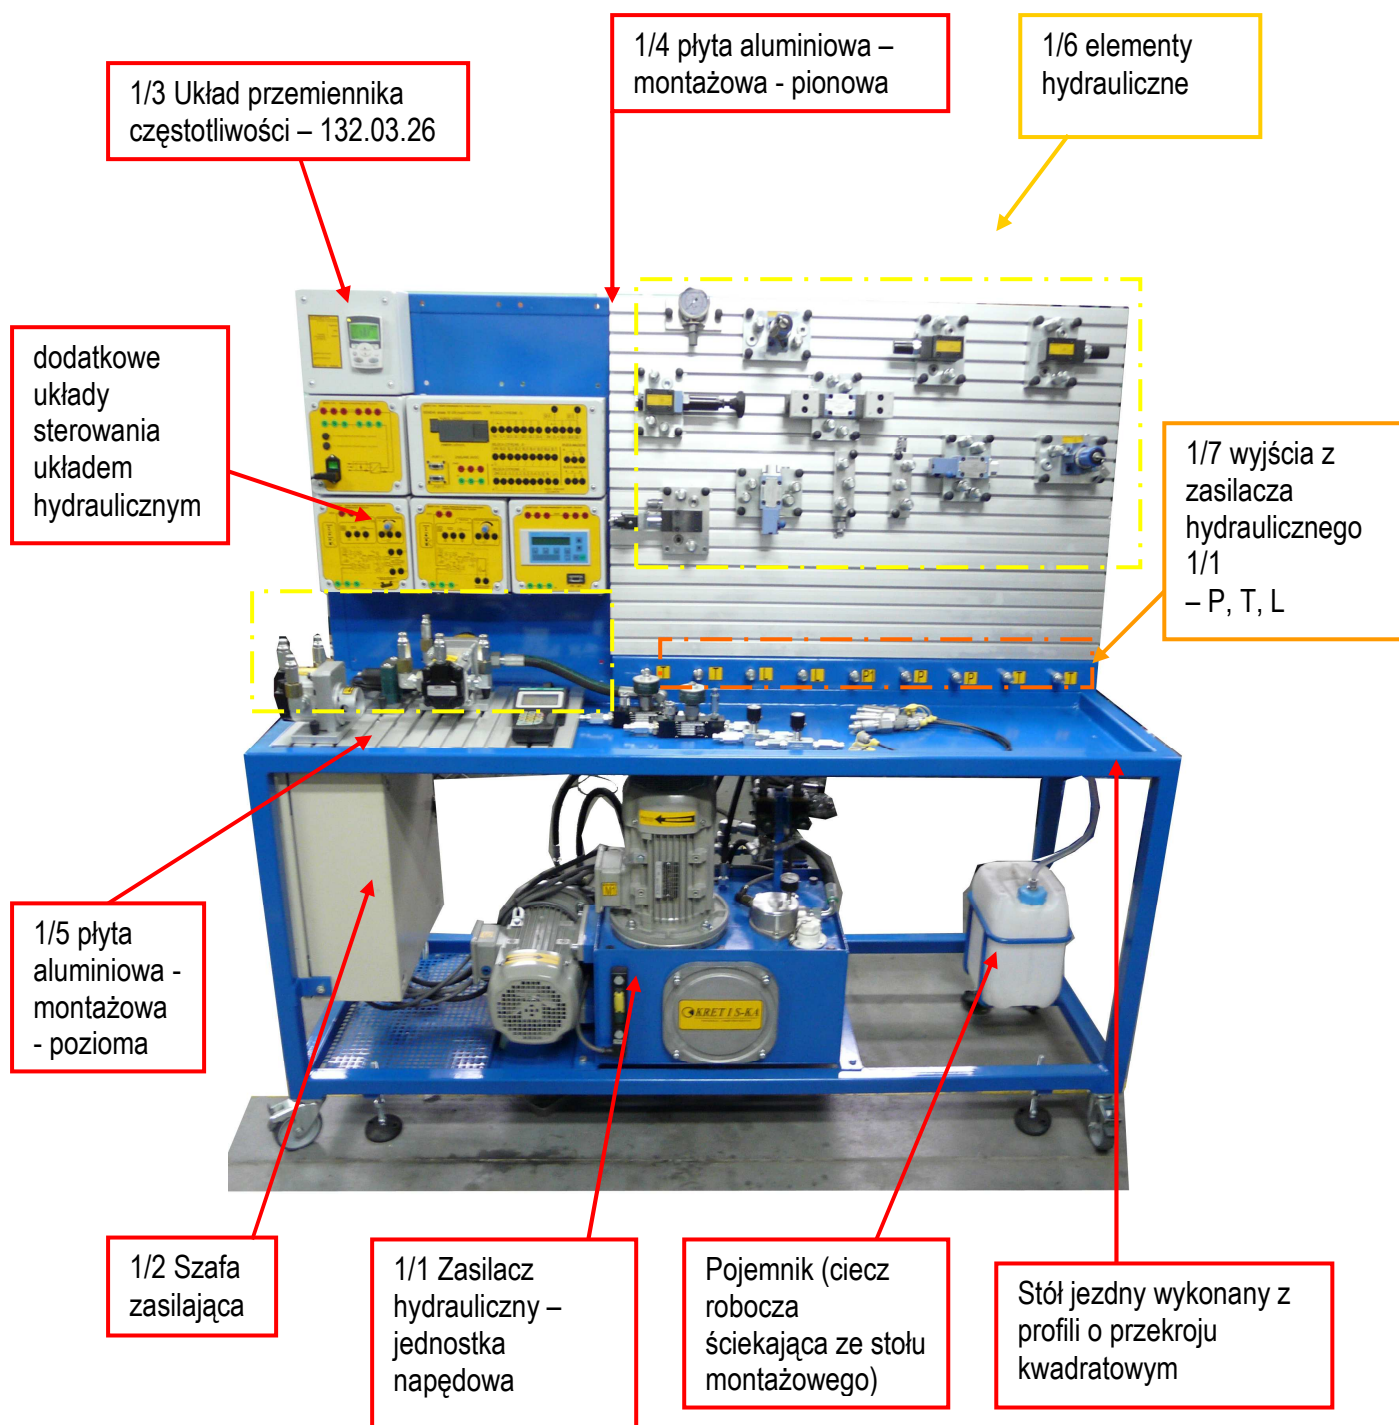 1/4 płyta aluminiowa –
montażowa - pionowa
1/6 elementy
hydrauliczne
1/3 Układ przemiennika
częstotliwości – 132.03.26
dodatkowe
układy
sterowania
układem
hydraulicznym
1/7 wyjścia z
zasilacza
hydraulicznego
1/1
– P, T, L
T T L L P1 P P T T
1/5 płyta
aluminiowa -
montażowa
- pozioma
KRET I S-KA
1/2 Szafa
zasilająca
1/1 Zasilacz
hydrauliczny –
jednostka
napędowa
Pojemnik (ciecz
robocza
ściekająca ze stołu
montażowego)
Stół jezdny wykonany z
profili o przekroju
kwadratowym